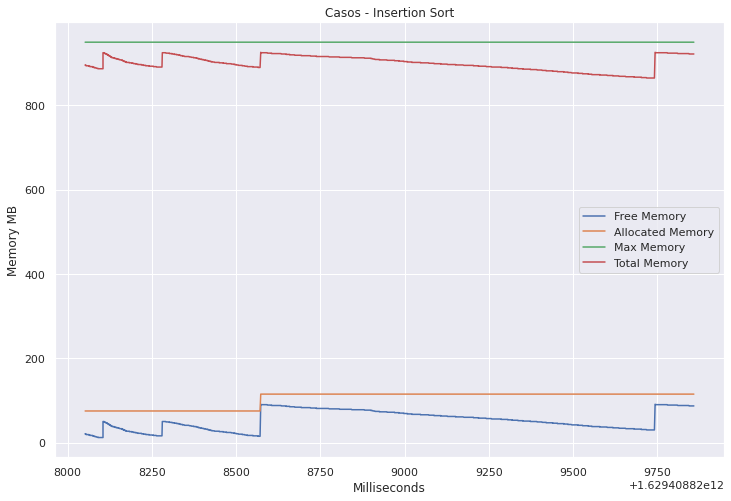 Casos - Insertion Sort
Memory MB
800
600
400
200
0
Free Memory
Allocated Memory
Max Memory
Total Memory
8000 8250 8500 8750 9000 9250 9500 9750
Milliseconds
+1.62940882e12